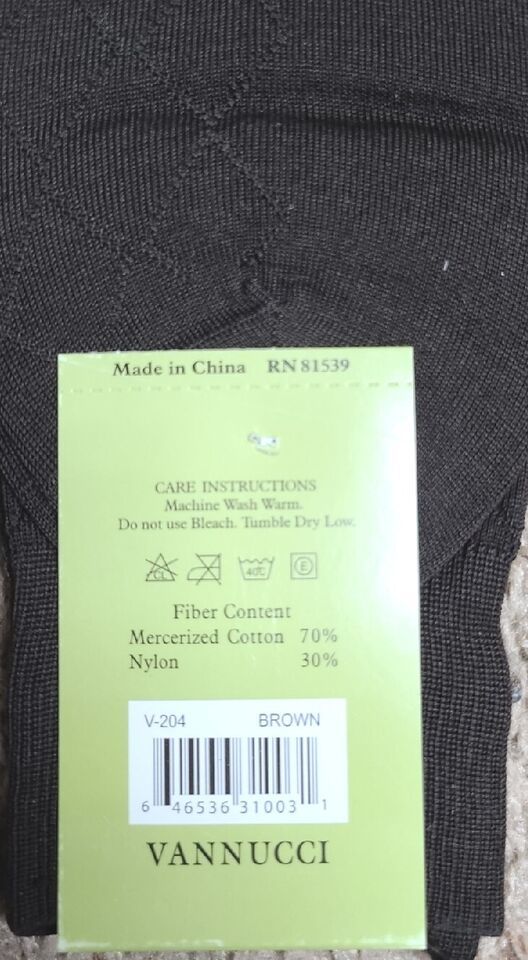 Made in China RN 81539
CARE INSTRUCTIONS
Machine Wash Warm.
Do not use Bleach. Tumble Dry Low.
CL 40°C E
Fiber Content
Mercerized Cotton 70%
Nylon 30%
V-204 BROWN
6 46536 31003 1
VANNUCCI